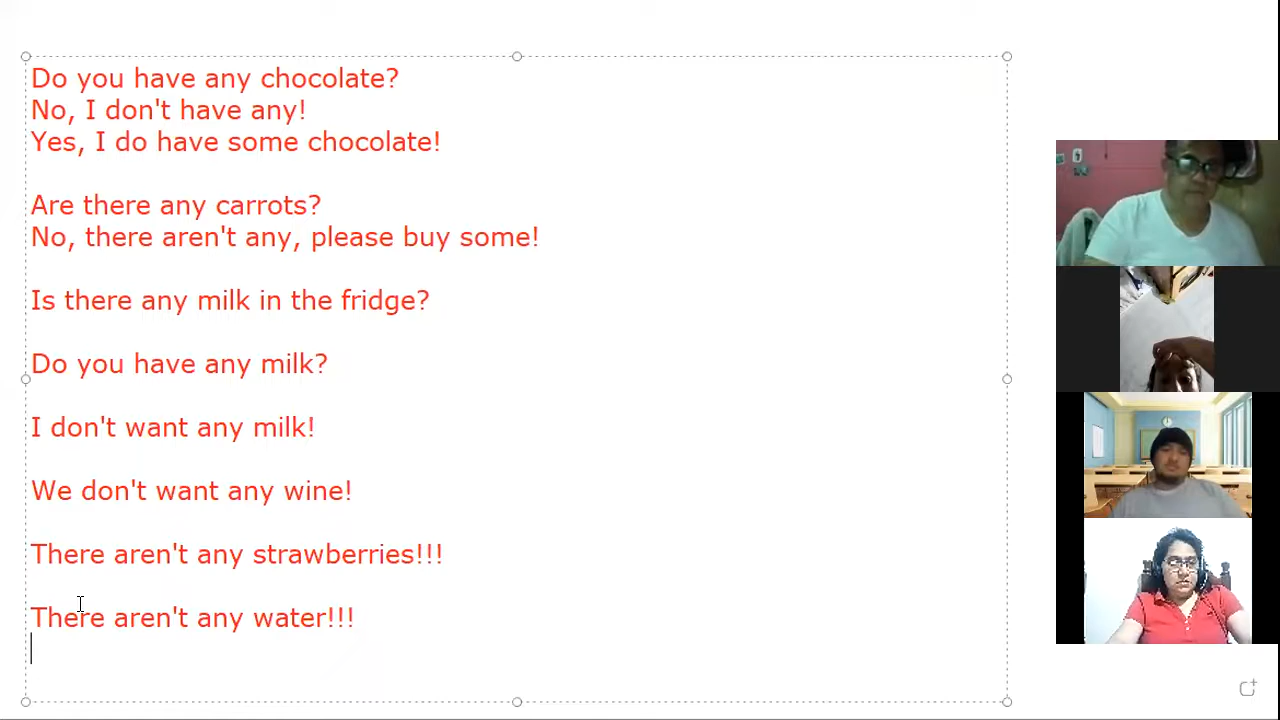 Do you have any chocolate?
No, I don't have any!
Yes, I do have some chocolate!
Are there any carrots?
No, there aren't any, please buy some!
Is there any milk in the fridge?
Do you have any milk?
I don't want any milk!
We don't want any wine!
There aren't any strawberries!!!
There aren't any water!!!